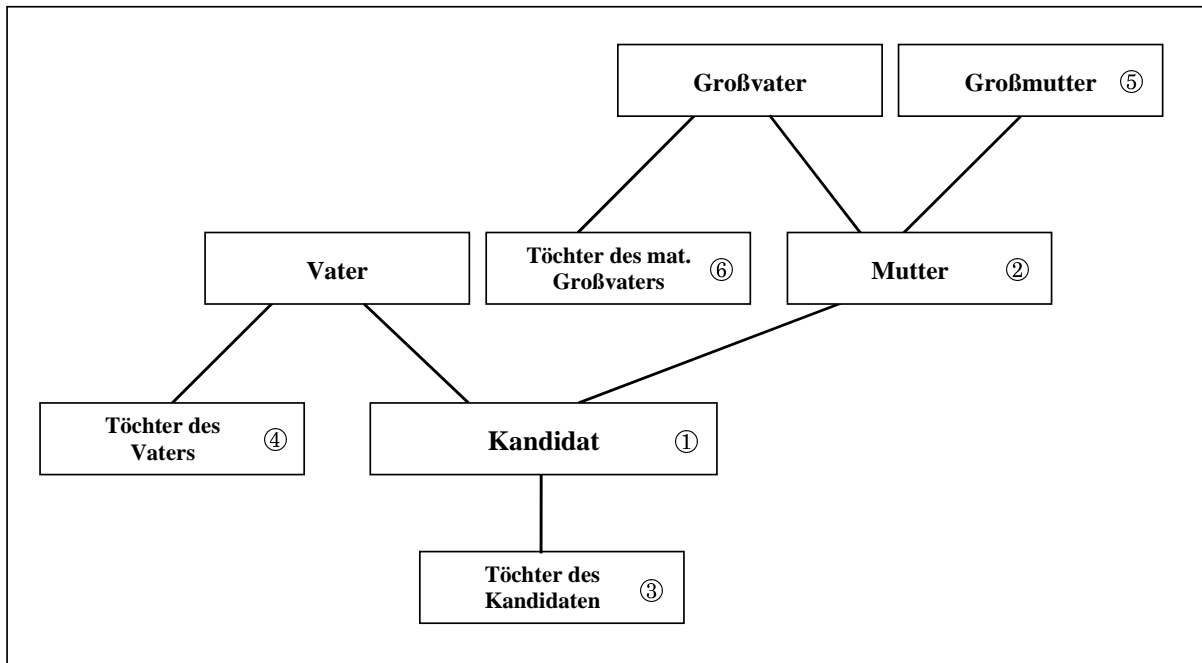 Großvater
Großmutter ⑤
Vater
Töchter des mat.
Großvaters ⑥
Mutter ②
Töchter des
Vaters ④
Kandidat ①
Töchter des
Kandidaten ③